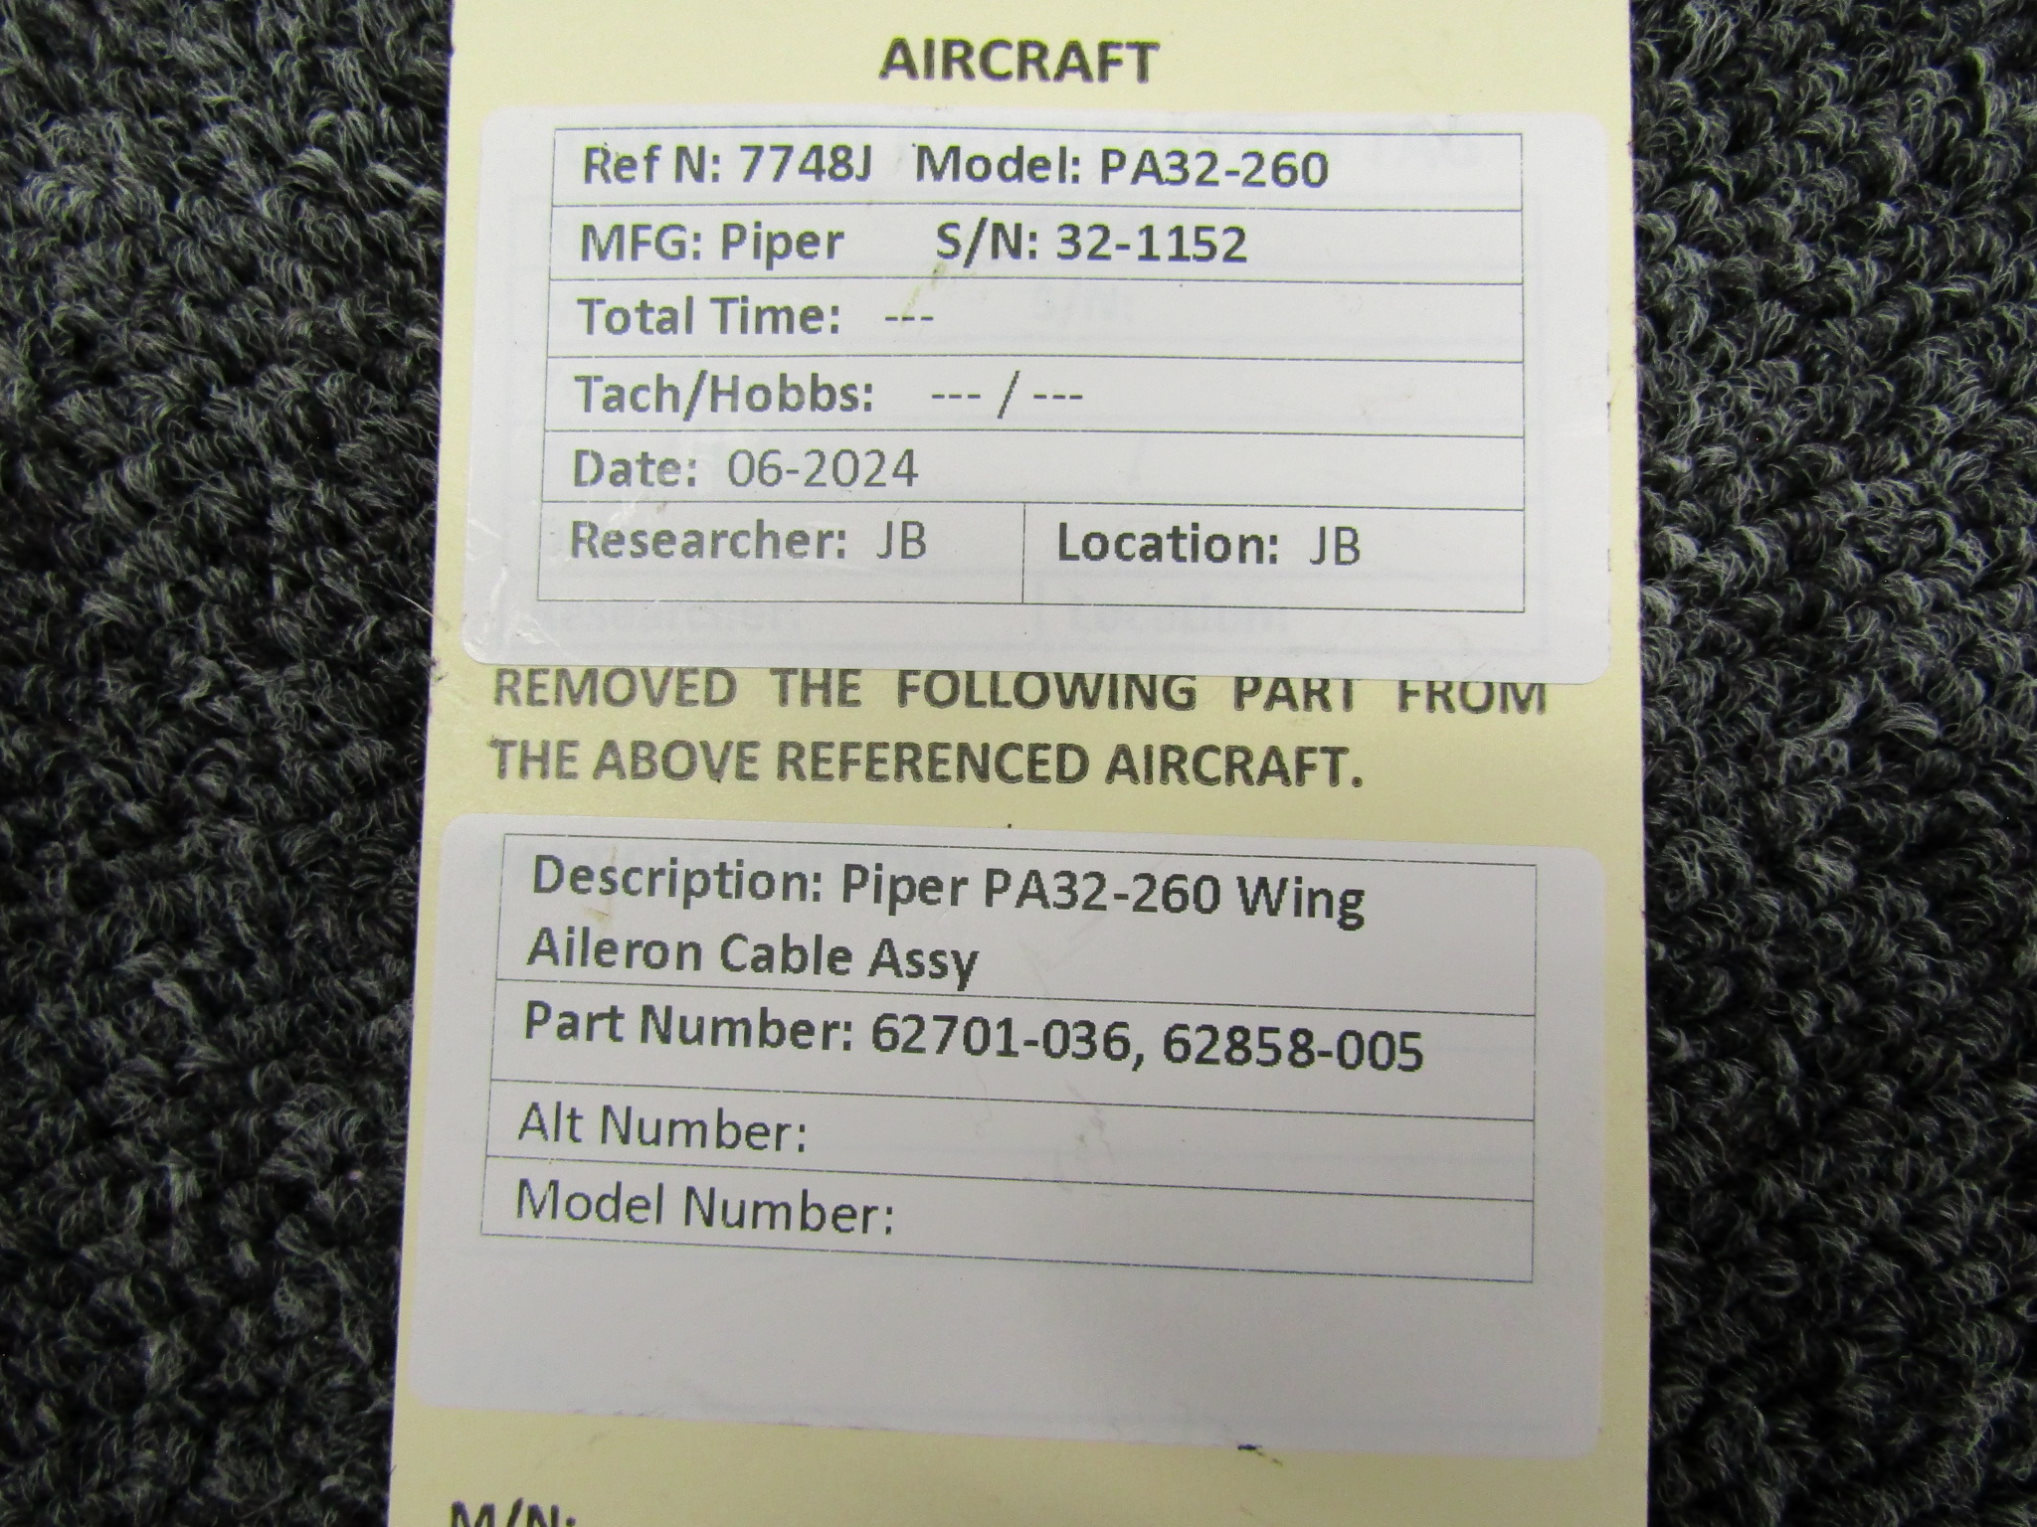 AIRCRAFT
Ref N: 7748J Model: PA32-260
MFG: Piper S/N: 32-1152
Total Time: ---
Tach/Hobbs: --- / ---
Date: 06-2024
Researcher: JB Location: JB
REMOVED THE FOLLOWING PART FROM
THE ABOVE REFERENCED AIRCRAFT.
Description: Piper PA32-260 Wing
Aileron Cable Assy
Part Number: 62701-036, 62858-005
Alt Number:
Model Number:
M/N: